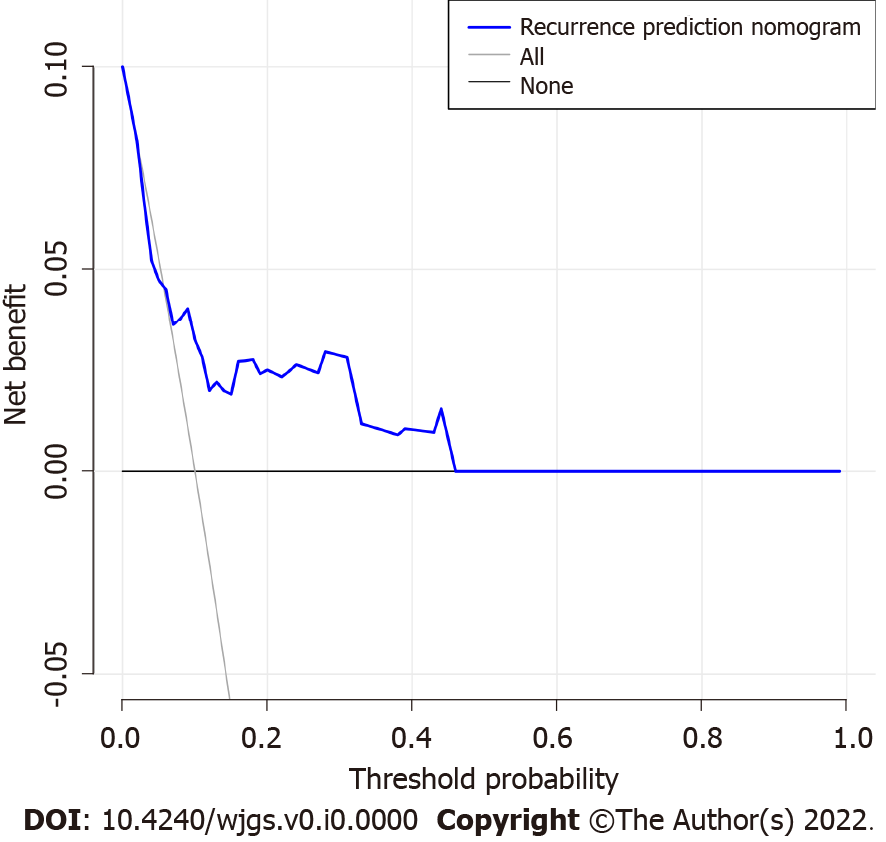 Recurrence prediction nomogram
All
None
0.10
0.05
0.00
-0.05
Net benefit
0.0 0.2 0.4 0.6 0.8 1.0
Threshold probability
DOI: 10.4240/wjgs.v0.i0.0000 Copyright ©The Author(s) 2022.